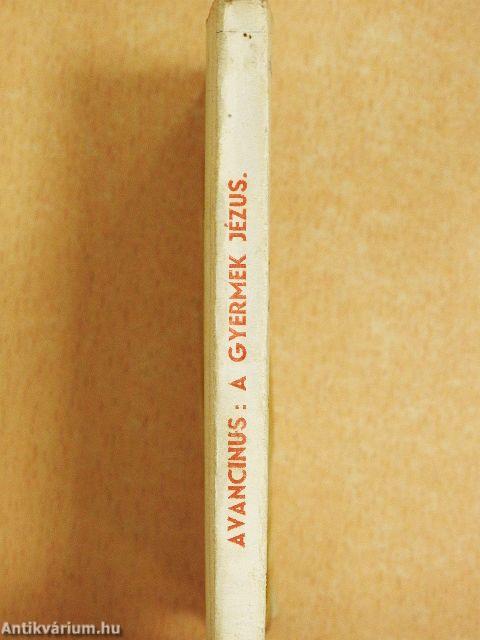 AVANCINUS: A GYERMEK JÉZUS.
Antikvárium.hu